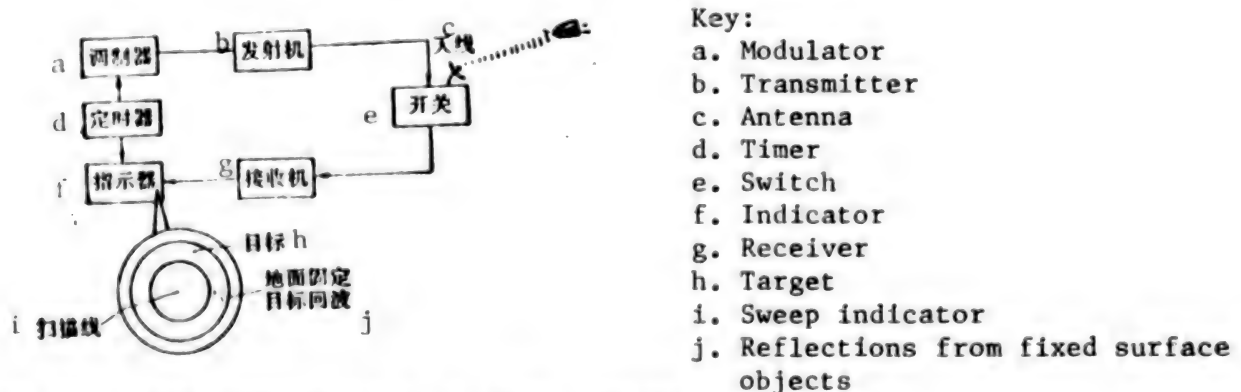 c
天线
a 调制器
b 发射机
d 定时器
e 开关
f 指示器
g 接收机
目标 h
地面固定
目标回波
i 扫描线
j
Key:
a. Modulator
b. Transmitter
c. Antenna
d. Timer
e. Switch
f. Indicator
g. Receiver
h. Target
i. Sweep indicator
j. Reflections from fixed surface
objects